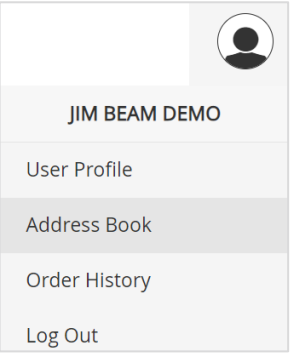 JIM BEAM DEMO
User Profile
Address Book
Order History
Log Out